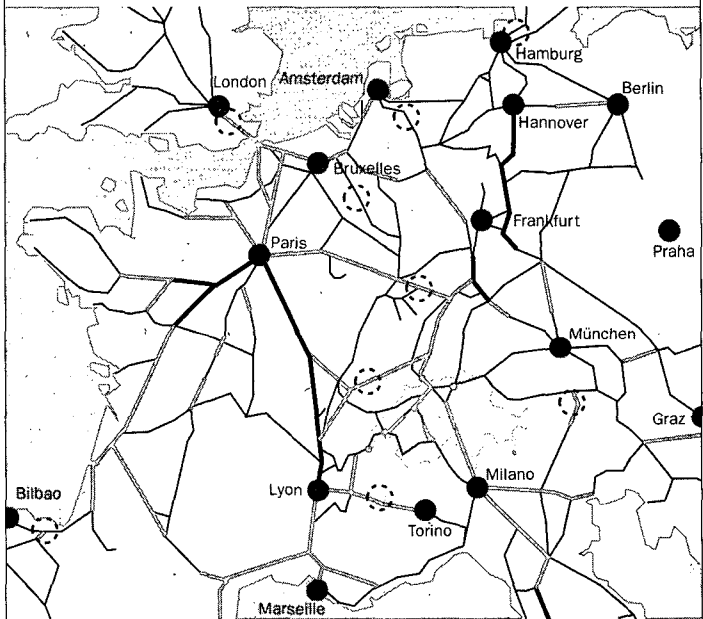 Hamburg
London
Amsterdam
Berlin
Hannover
Bruxelles
Frankfurt
Praha
Paris
München
Graz
Milano
Lyon
Bilbao
Torino
Marseille